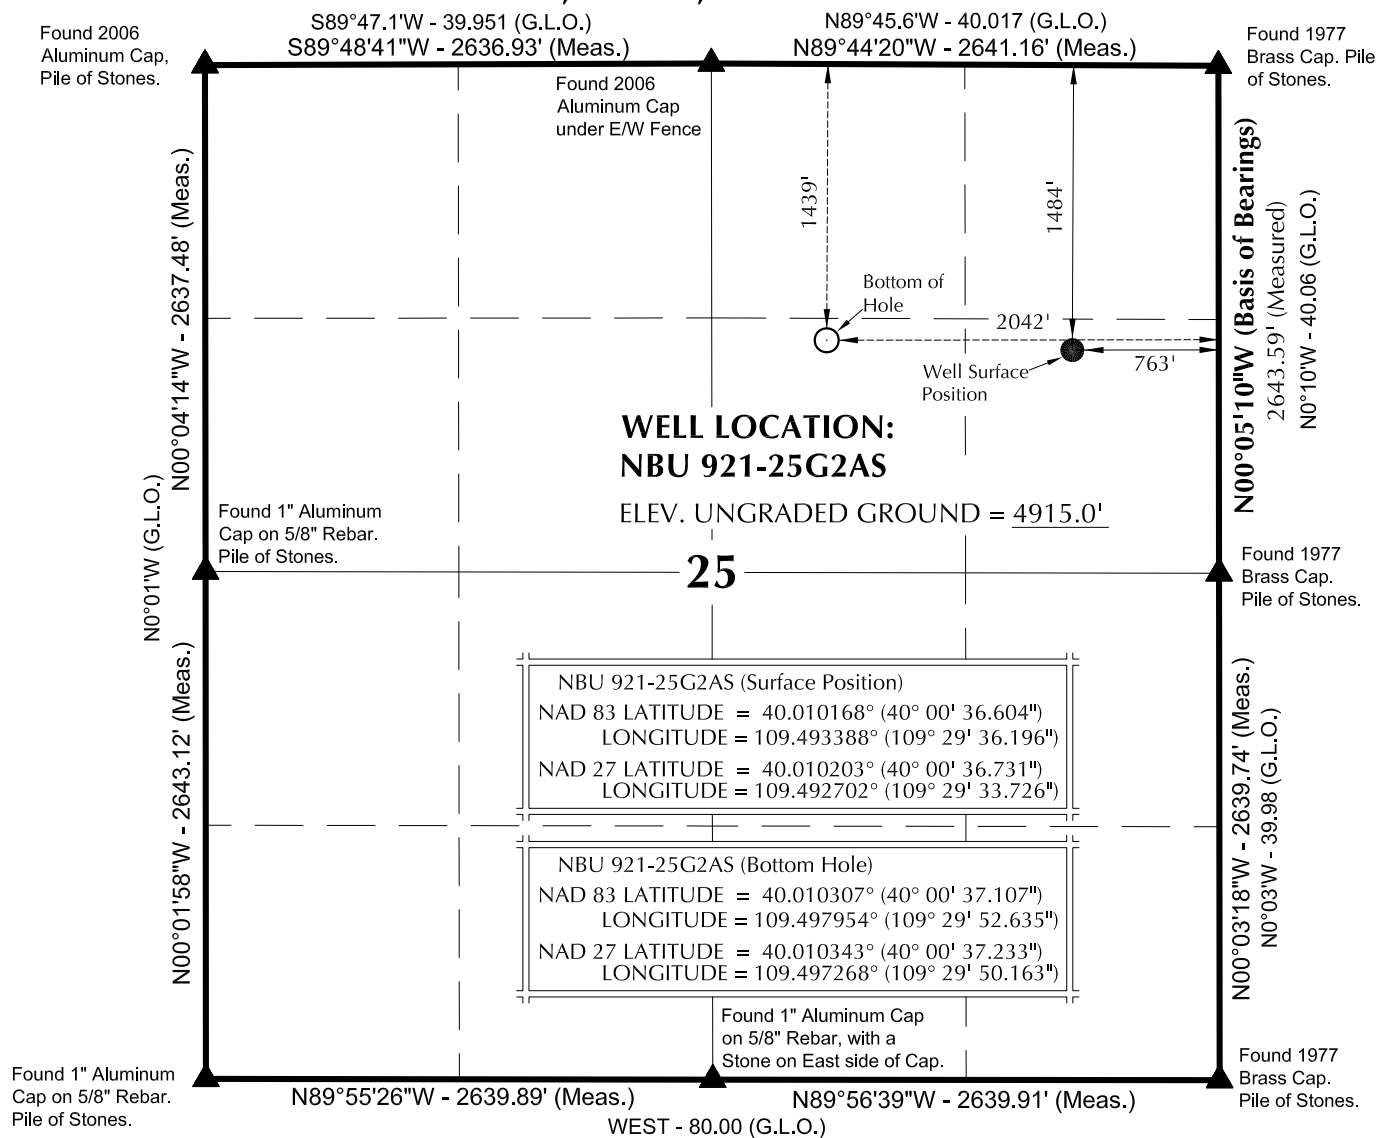 S89°47.1'W - 39.951 (G.L.O.)
S89°48'41"W - 2636.93' (Meas.)
N89°45.6'W - 40.017 (G.L.O.)
N89°44'20"W - 2641.16' (Meas.)
Found 2006
Aluminum Cap,
Pile of Stones.
Found 1977
Brass Cap. Pile
of Stones.
Found 2006
Aluminum Cap
under E/W Fence
N00°04'14"W - 2637.48' (Meas.)
1439'
1484'
N00°05'10"W (Basis of Bearings)
2643.59' (Measured)
N0°10'W - 40.06 (G.L.O.)
Bottom of
Hole
2042'
763'
Well Surface
Position
WELL LOCATION:
NBU 921-25G2AS
ELEV. UNGRADED GROUND = 4915.0'
N0°01'W (G.L.O.)
Found 1" Aluminum
Cap on 5/8" Rebar.
Pile of Stones.
25
Found 1977
Brass Cap.
Pile of Stones.
N00°01'58"W - 2643.12' (Meas.)
NBU 921-25G2AS (Surface Position)
NAD 83 LATITUDE = 40.010168° (40° 00' 36.604")
LONGITUDE = 109.493388° (109° 29' 36.196")
NAD 27 LATITUDE = 40.010203° (40° 00' 36.731")
LONGITUDE = 109.492702° (109° 29' 33.726")
NBU 921-25G2AS (Bottom Hole)
NAD 83 LATITUDE = 40.010307° (40° 00' 37.107")
LONGITUDE = 109.497954° (109° 29' 52.635")
NAD 27 LATITUDE = 40.010343° (40° 00' 37.233")
LONGITUDE = 109.497268° (109° 29' 50.163")
N00°03'18"W - 2639.74' (Meas.)
N0°03'W - 39.98 (G.L.O.)
Found 1" Aluminum Cap
on 5/8" Rebar, with a
Stone on East side of Cap.
Found 1" Aluminum
Cap on 5/8" Rebar.
Pile of Stones.
Found 1977
Brass Cap.
Pile of Stones.
N89°55'26"W - 2639.89' (Meas.)
N89°56'39"W - 2639.91' (Meas.)
WEST - 80.00 (G.L.O.)